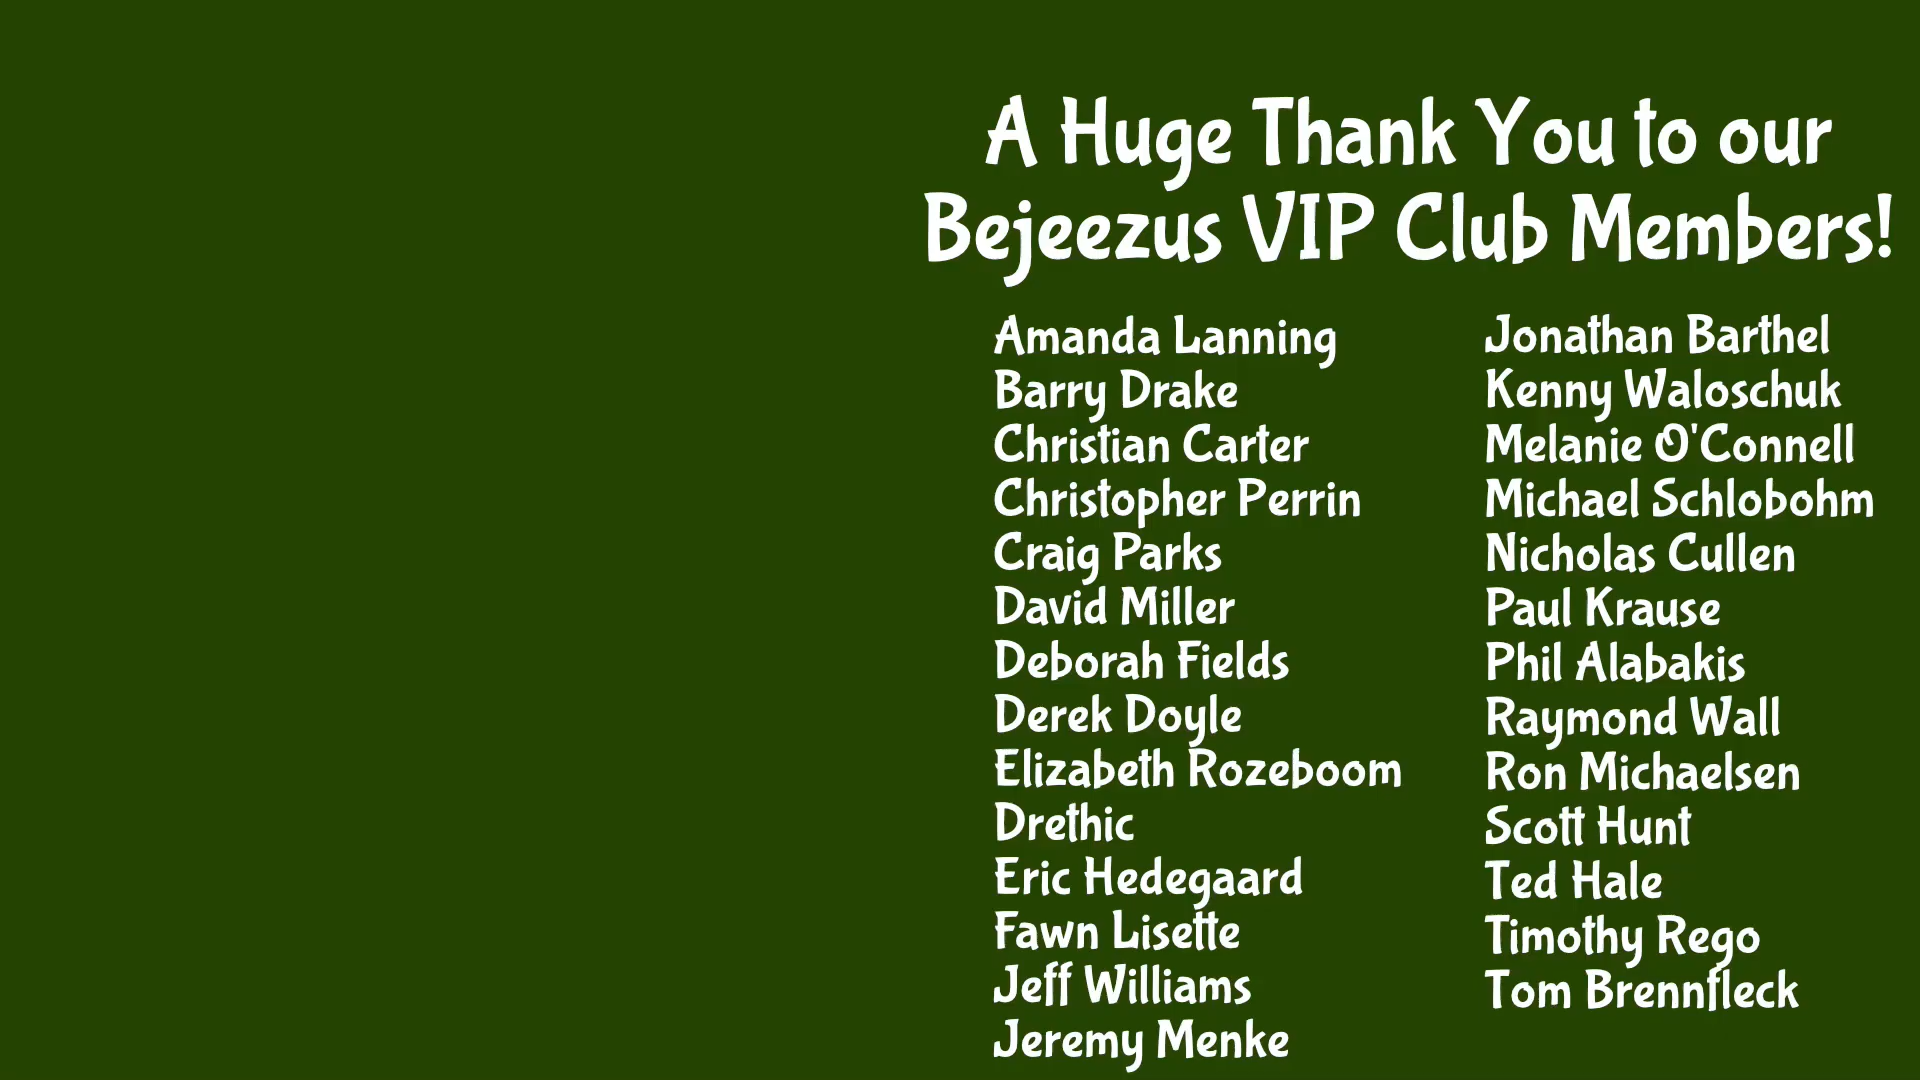 A Huge Thank You to our
Bejeezus VIP Club Members!
Amanda Lanning
Barry Drake
Christian Carter
Christopher Perrin
Craig Parks
David Miller
Deborah Fields
Derek Doyle
Elizabeth Rozeboom
Drethic
Eric Hedegaard
Fawn Lisette
Jeff Williams
Jeremy Menke
Jonathan Barthel
Kenny Waloschuk
Melanie O'Connell
Michael Schlobohm
Nicholas Cullen
Paul Krause
Phil Alabakis
Raymond Wall
Ron Michaelsen
Scott Hunt
Ted Hale
Timothy Rego
Tom Brennfleck